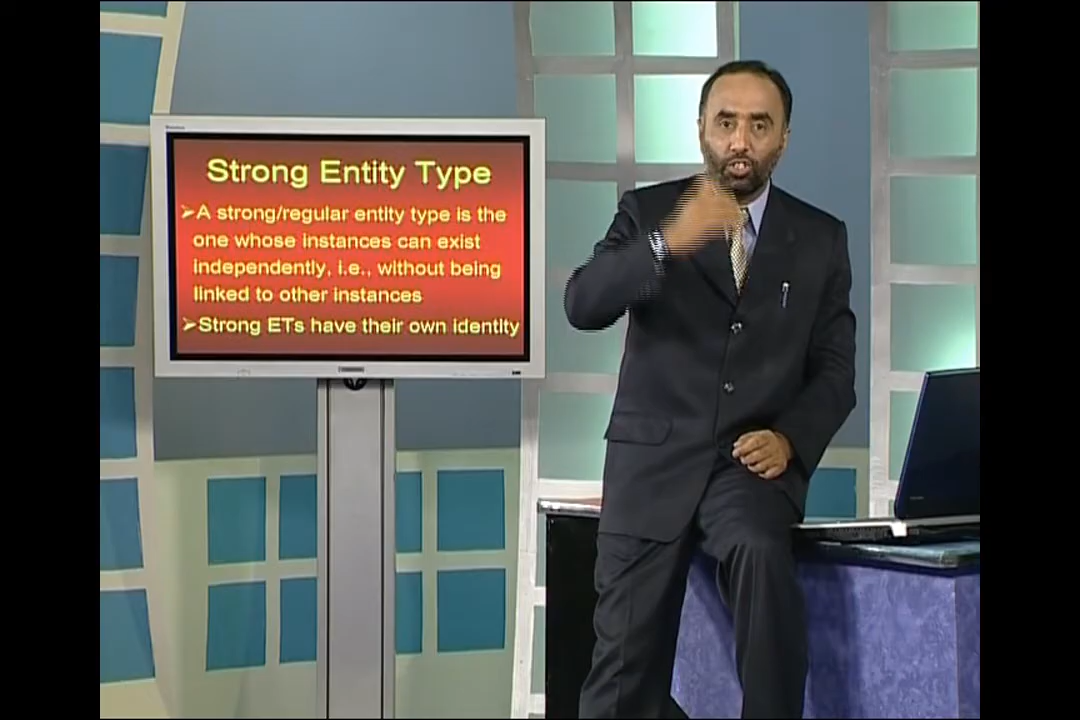 Strong Entity Type
➢A strong/regular entity type is the
one whose instances can exist
independently, i.e., without being
linked to other instances
➢Strong ETs have their own identity